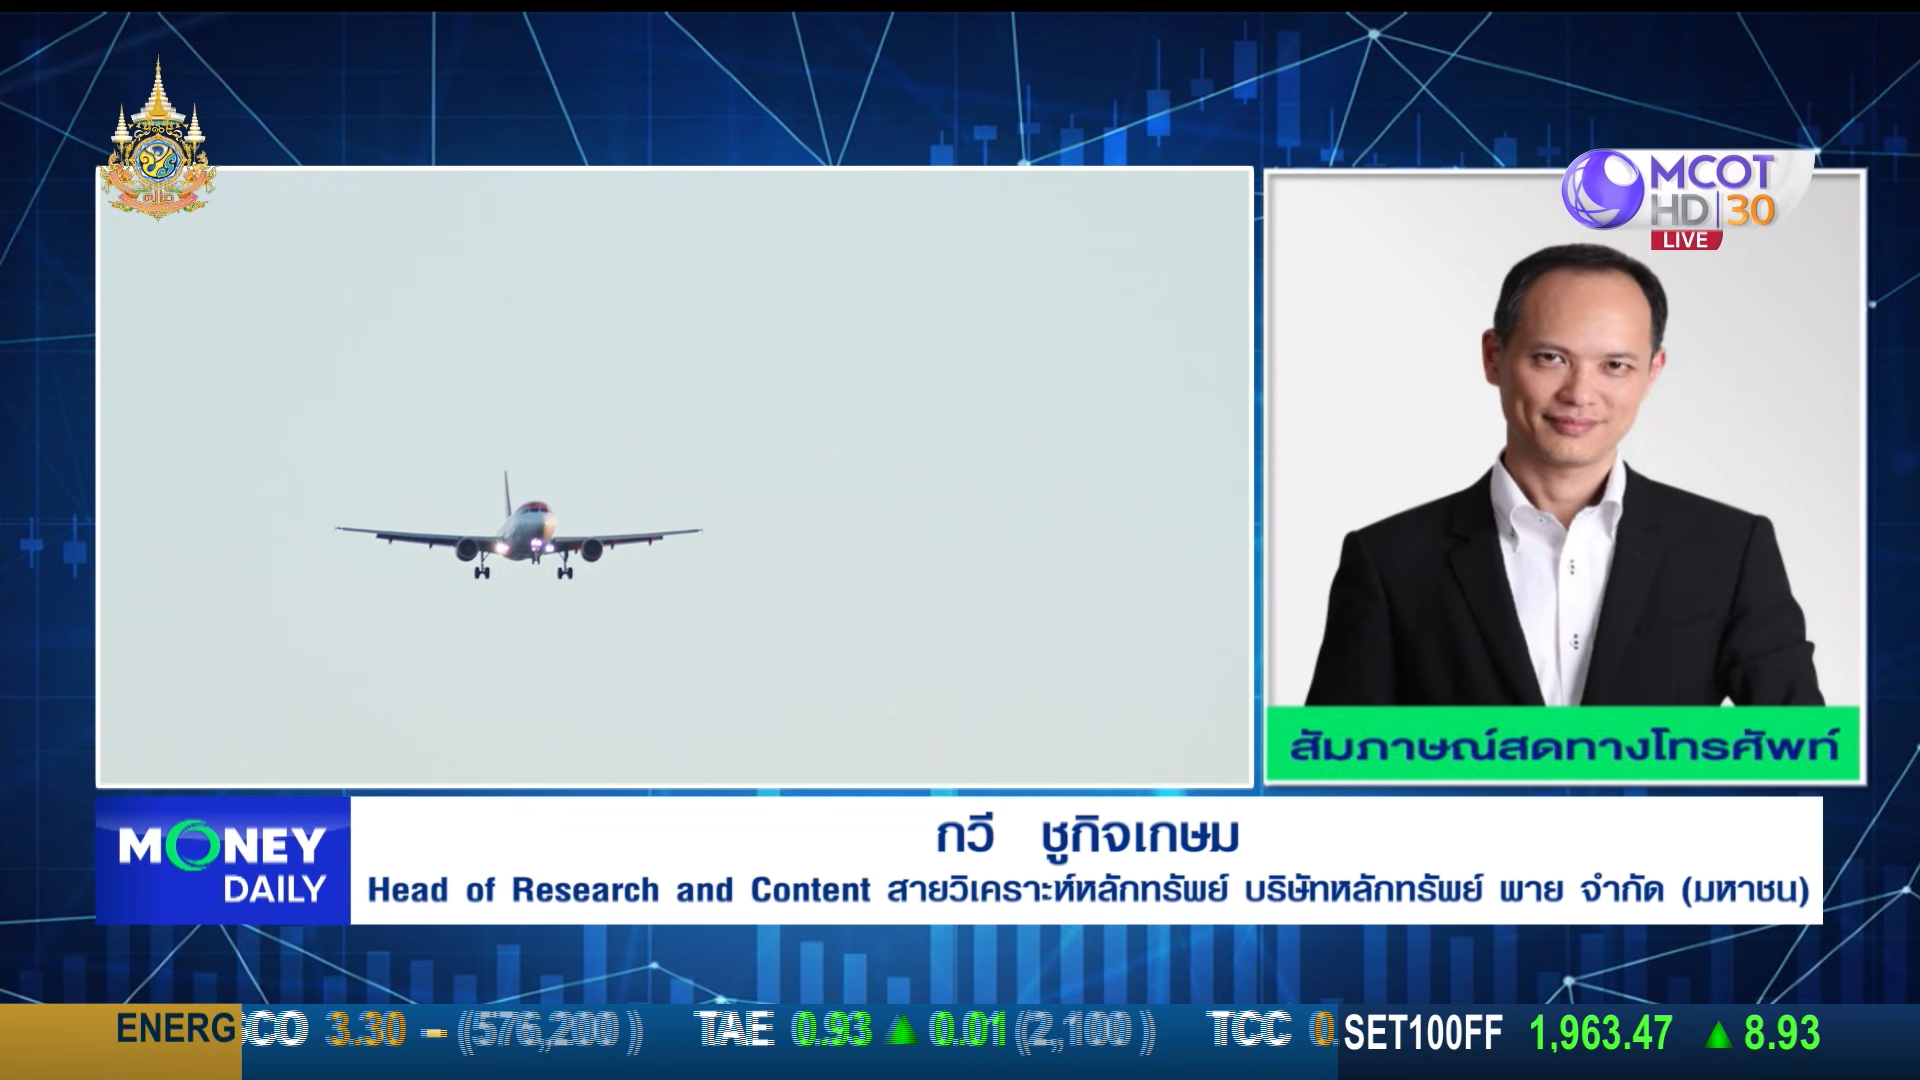 MCOT
HD 30
LIVE
สัมภาษณ์สดทางโทรศัพท์
MONEY
DAILY
กวี ชูกิจเกษม
Head of Research and Content สายวิเคราะห์หลักทรัพย์ บริษัทหลักทรัพย์ พาย จำกัด (มหาชน)
ENERG CO 3.30 – (576,200) TAE 0.93 ▲ 0.01 (2,100) TCC 0. SET100FF 1,963.47 ▲ 8.93